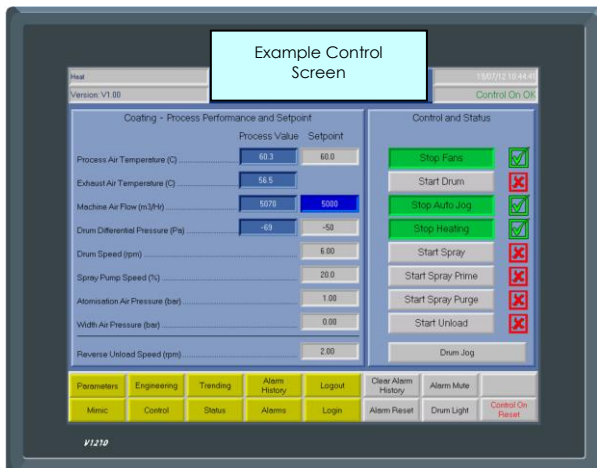 Example Control
Screen
Heat
15/07/12 10:44:41
Version: V1.00
Control On OK
Coating - Process Performance and Setpoint
Process Value Setpoint
Process Air Temperature (C) 60.3 60.0
Exhaust Air Temperature (C) 56.5
Machine Air Flow (m3/Hr) 5070 5000
Drum Differential Pressure (Pa) -69 -50
Drum Speed (rpm) 6.00
Spray Pump Speed (%) 20.0
Atomisation Air Pressure (bar) 1.00
Width Air Pressure (bar) 0.00
Reverse Unload Speed (rpm) 2.00
Control and Status
Stop Fans
Start Drum
Stop Auto Jog
Stop Heating
Start Spray
Start Spray Prime
Start Spray Purge
Start Unload
Drum Jog
Parameters Engineering Trending Alarm History Logout Clear Alarm History Alarm Mute
Mimic Control Status Alarms Login Alarm Reset Drum Light Control On Reset
V1210